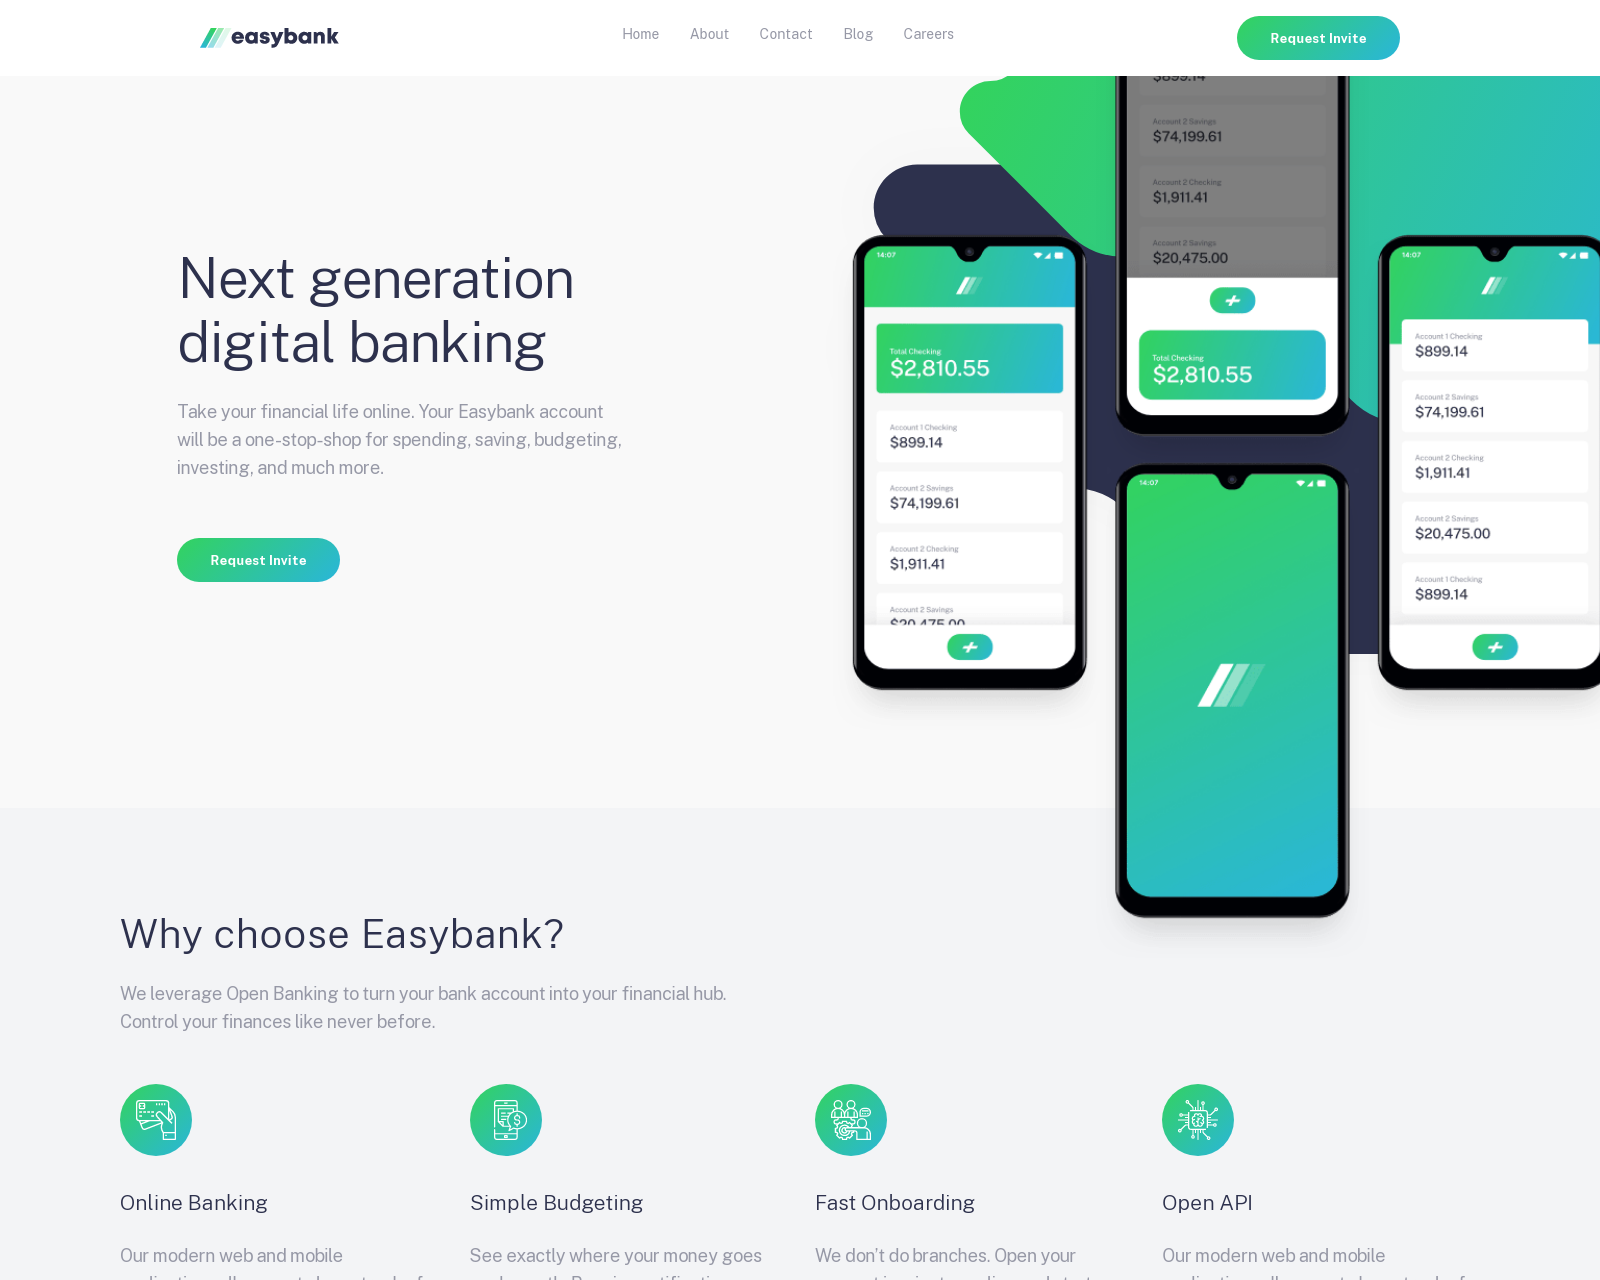 easybank
Home About Contact Blog Careers
Request Invite
Next generation
digital banking
Take your financial life online. Your Easybank account
will be a one-stop-shop for spending, saving, budgeting,
investing, and much more.
Request Invite
14:07
Total Checking
$2,810.55
Account 1 Checking
$899.14
Account 2 Savings
$74,199.61
Account 2 Checking
$1,911.41
Account 2 Savings
$20,475.00
$899.14
Account 2 Savings
$74,199.61
Account 2 Checking
$1,911.41
Account 2 Savings
$20,475.00
Total Checking
$2,810.55
14:07
14:07
Account 1 Checking
$899.14
Account 2 Savings
$74,199.61
Account 2 Checking
$1,911.41
Account 2 Savings
$20,475.00
Account 1 Checking
$899.14
Why choose Easybank?
We leverage Open Banking to turn your bank account into your financial hub.
Control your finances like never before.
Online Banking
Our modern web and mobile
Simple Budgeting
See exactly where your money goes
Fast Onboarding
We don't do branches. Open your
Open API
Our modern web and mobile